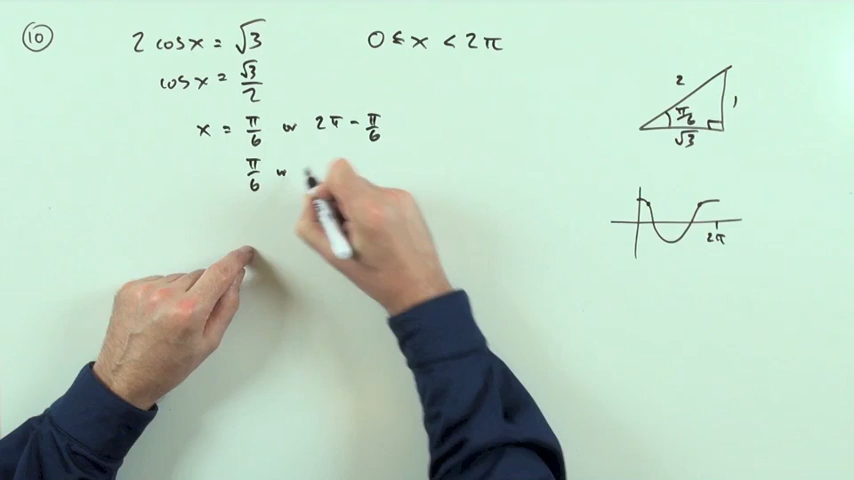 10
2 cos x = √3    0 ≤ x < 2π
cos x = √3/2
x = π/6 or 2π - π/6
π/6 or
2
π/6
1
√3
2π